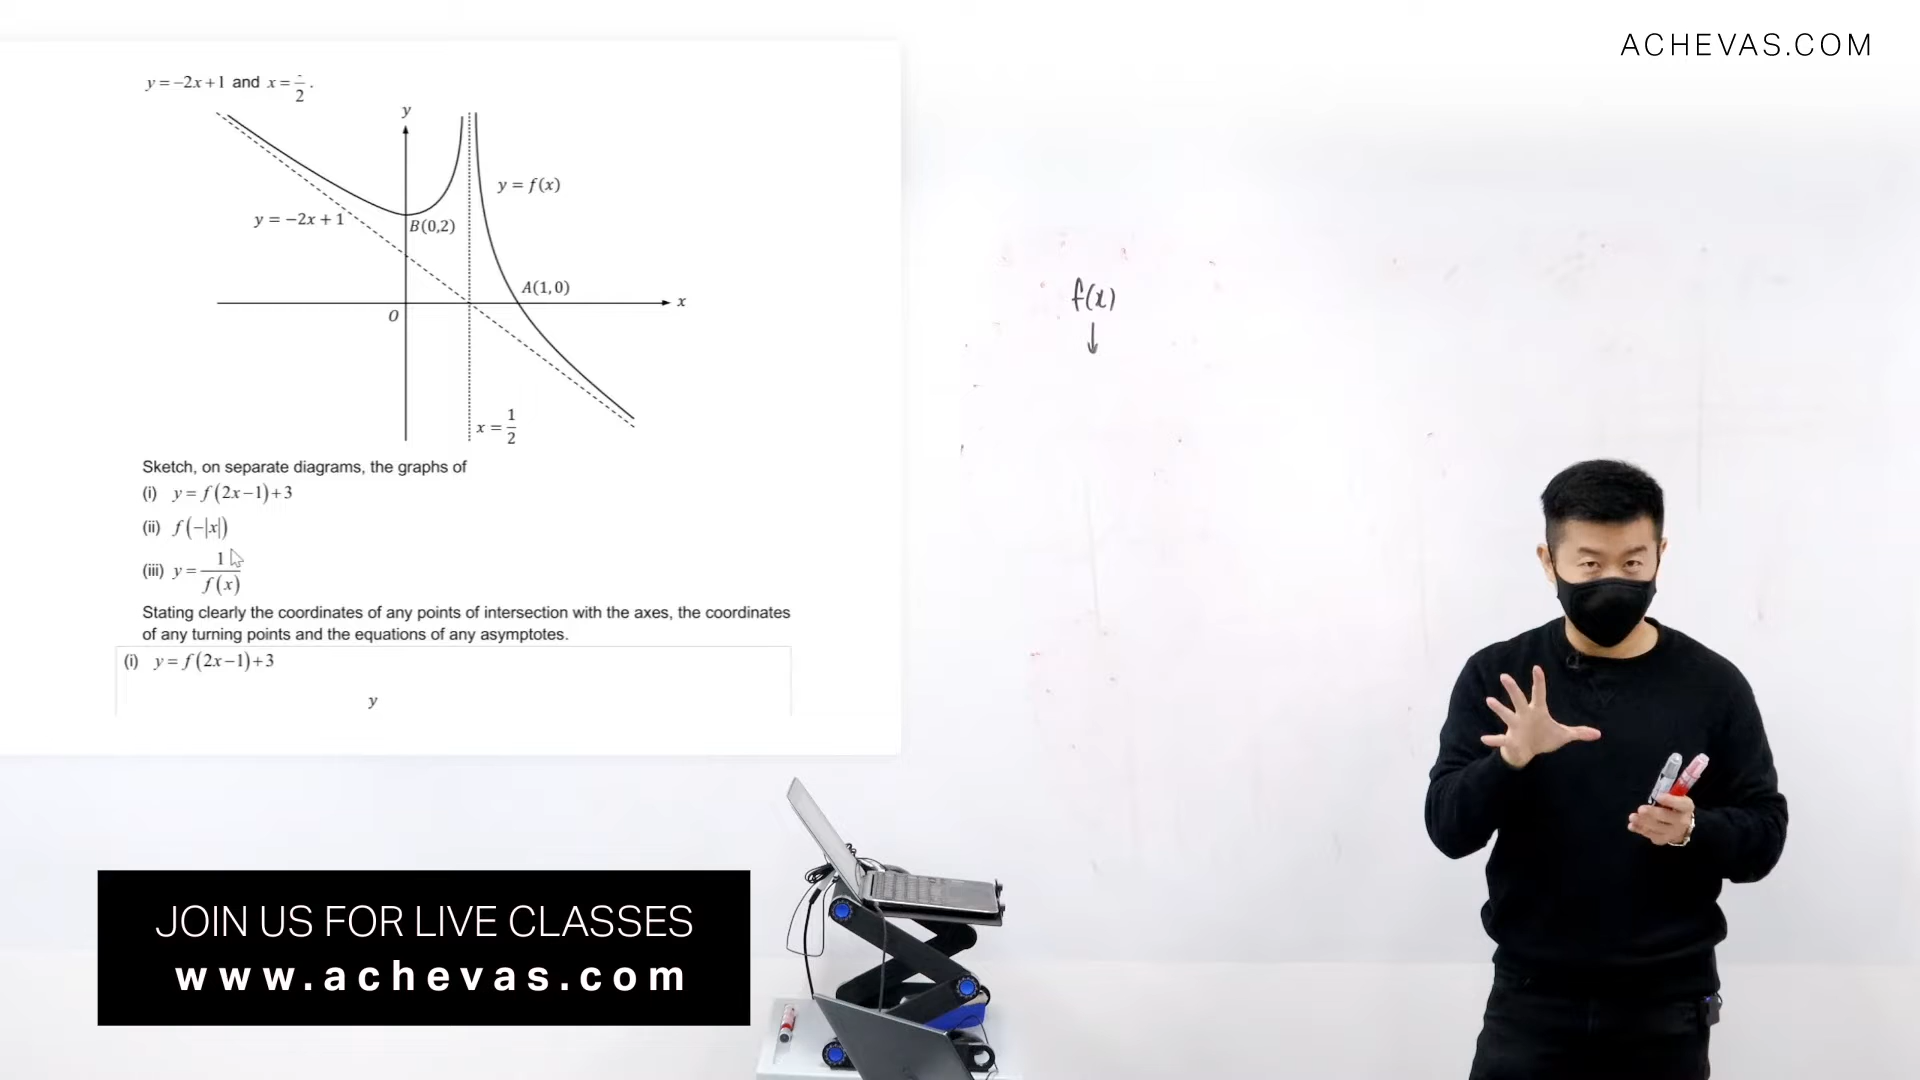 ACHEVAS.COM
y = −2x + 1 and x = -/2 .
y
y = f(x)
y = −2x + 1
B(0,2)
A(1, 0)
x
O
x = 1/2
f(x)
↓
Sketch, on separate diagrams, the graphs of
(i) y = f(2x−1)+3
(ii) f(−|x|)
(iii) y = 1/f(x)
Stating clearly the coordinates of any points of intersection with the axes, the coordinates
of any turning points and the equations of any asymptotes.
(i) y = f(2x−1)+3
y
JOIN US FOR LIVE CLASSES
www.achevas.com